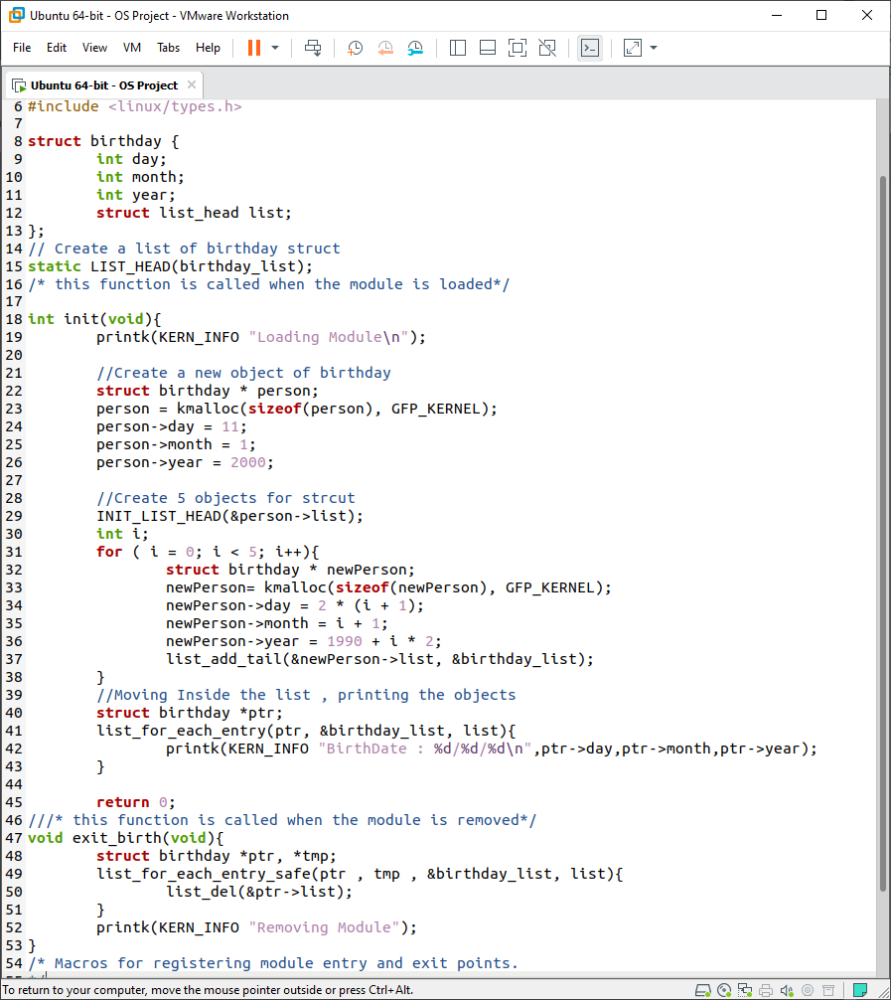 Ubuntu 64-bit - OS Project - VMware Workstation
File Edit View VM Tabs Help
Ubuntu 64-bit - OS Project
6 #include <linux/types.h>
7
8 struct birthday {
9         int day;
10         int month;
11         int year;
12         struct list_head list;
13 };
14 // Create a list of birthday struct
15 static LIST_HEAD(birthday_list);
16 /* this function is called when the module is loaded*/
17
18 int init(void){
19         printk(KERN_INFO "Loading Module\n");
20
21         //Create a new object of birthday
22         struct birthday * person;
23         person = kmalloc(sizeof(person), GFP_KERNEL);
24         person->day = 11;
25         person->month = 1;
26         person->year = 2000;
27
28         //Create 5 objects for strcut
29         INIT_LIST_HEAD(&person->list);
30         int i;
31         for ( i = 0; i < 5; i++){
32                 struct birthday * newPerson;
33                 newPerson= kmalloc(sizeof(newPerson), GFP_KERNEL);
34                 newPerson->day = 2 * (i + 1);
35                 newPerson->month = i + 1;
36                 newPerson->year = 1990 + i * 2;
37                 list_add_tail(&newPerson->list, &birthday_list);
38         }
39         //Moving Inside the list , printing the objects
40         struct birthday *ptr;
41         list_for_each_entry(ptr, &birthday_list, list){
42                 printk(KERN_INFO "BirthDate : %d/%d/%d\n",ptr->day,ptr->month,ptr->year);
43         }
44
45         return 0;
46 ///* this function is called when the module is removed*/
47 void exit_birth(void){
48         struct birthday *ptr, *tmp;
49         list_for_each_entry_safe(ptr , tmp , &birthday_list, list){
50                 list_del(&ptr->list);
51         }
52         printk(KERN_INFO "Removing Module");
53 }
54 /* Macros for registering module entry and exit points.
To return to your computer, move the mouse pointer outside or press Ctrl+Alt.